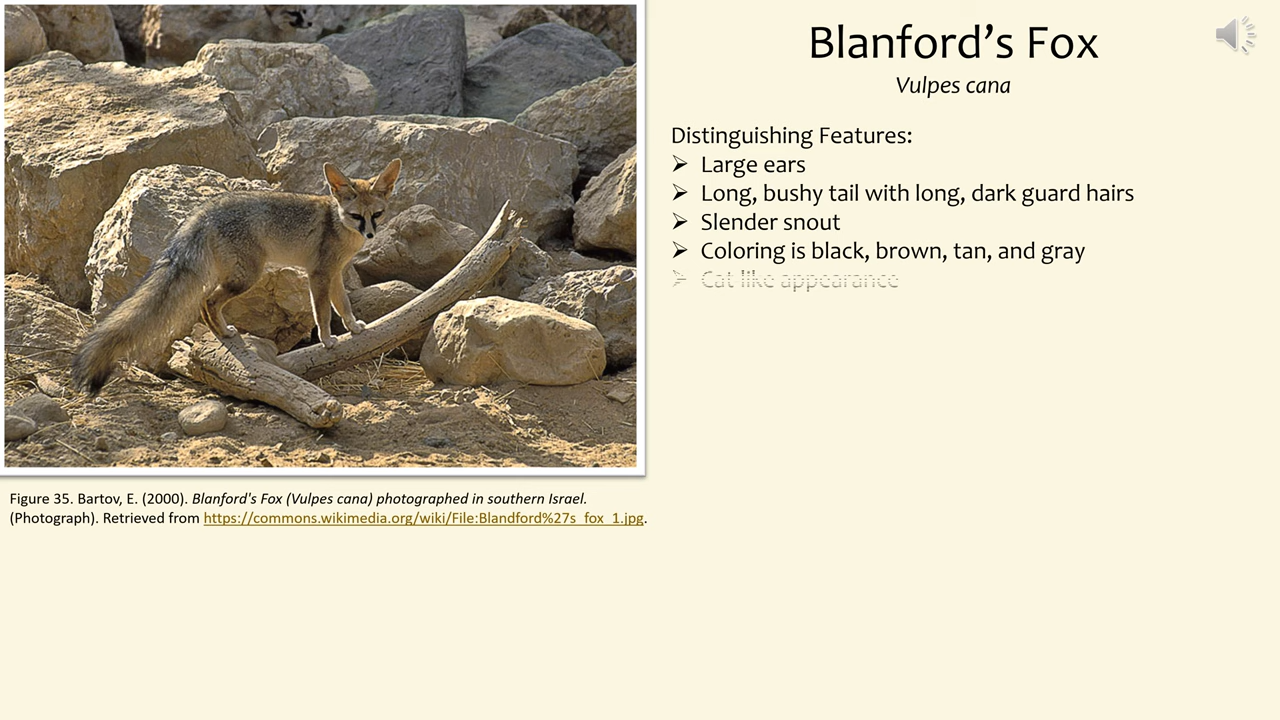 Blanford’s Fox
Vulpes cana
Distinguishing Features:
➢ Large ears
➢ Long, bushy tail with long, dark guard hairs
➢ Slender snout
➢ Coloring is black, brown, tan, and gray
➢ Cat like appearance
Figure 35. Bartov, E. (2000). Blanford's Fox (Vulpes cana) photographed in southern Israel.
(Photograph). Retrieved from https://commons.wikimedia.org/wiki/File:Blandford%27s_fox_1.jpg.